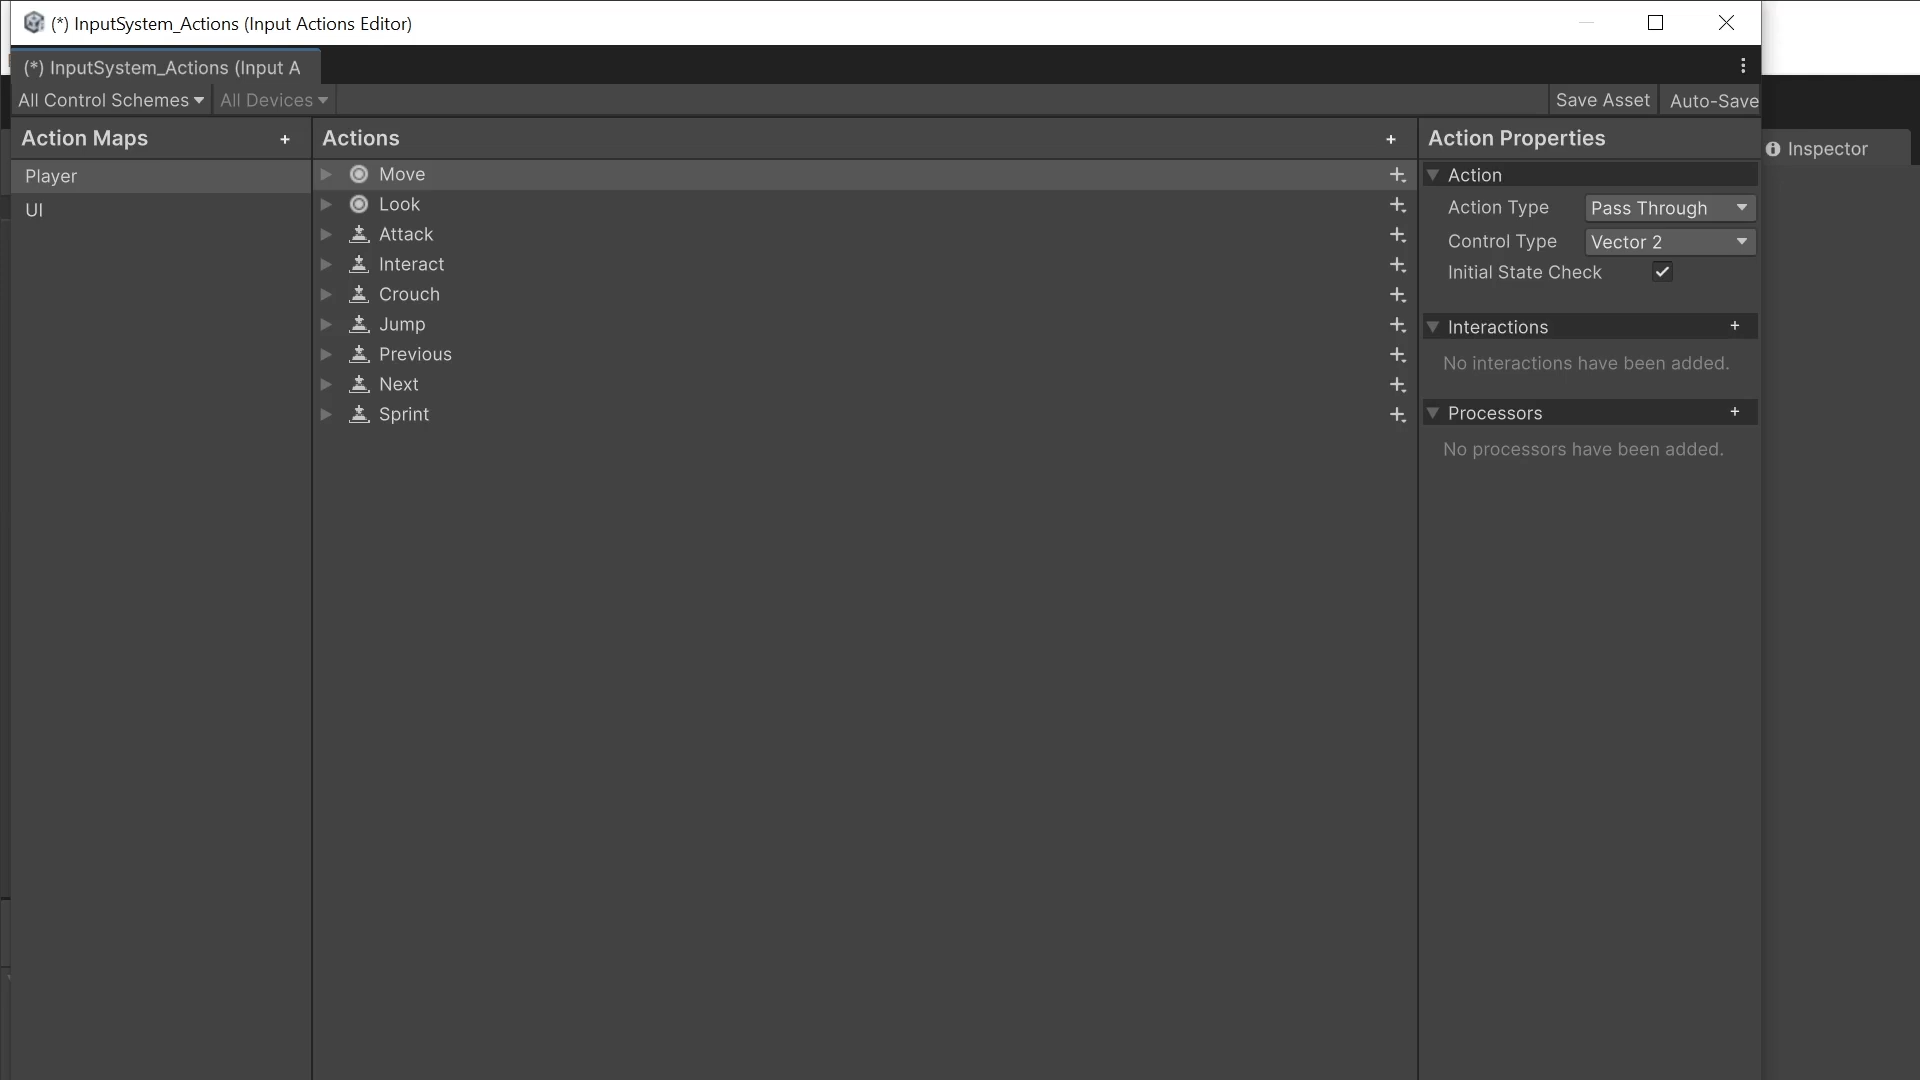 (*) InputSystem_Actions (Input Actions Editor)
(*) InputSystem_Actions (Input A
All Control Schemes All Devices Save Asset Auto-Save
Action Maps +
Player
UI
Actions +
Move
Look
Attack
Interact
Crouch
Jump
Previous
Next
Sprint
Action Properties
Action
Action Type Pass Through
Control Type Vector 2
Initial State Check
Interactions +
No interactions have been added.
Processors +
No processors have been added.
Inspector